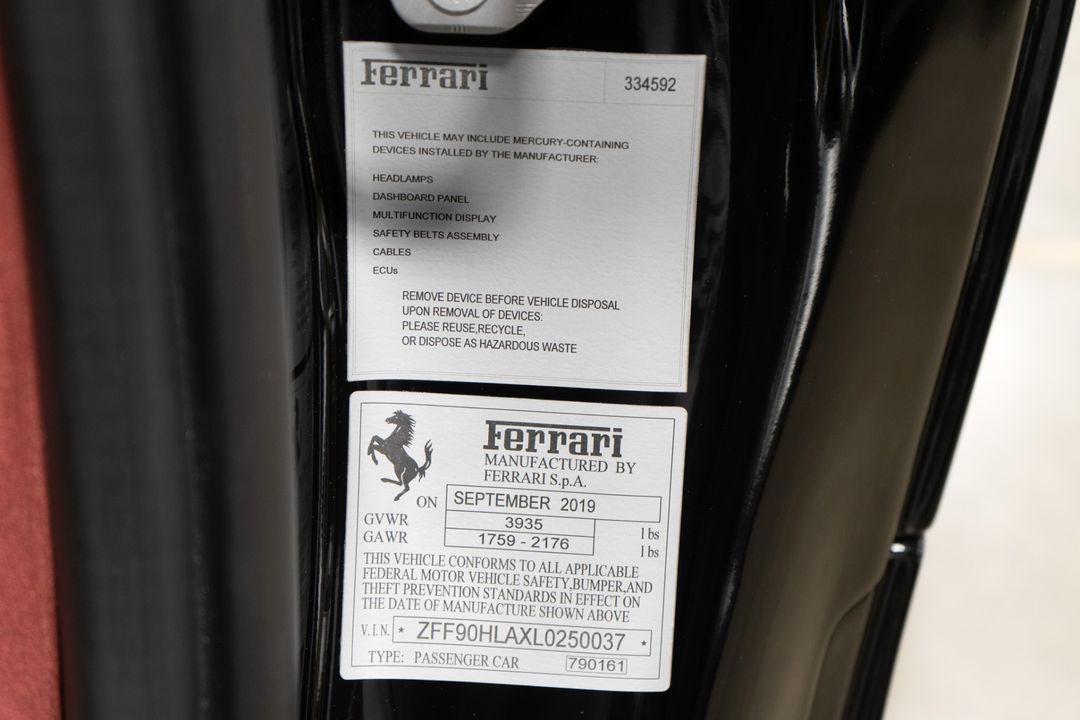 Ferrari 334592
THIS VEHICLE MAY INCLUDE MERCURY-CONTAINING
DEVICES INSTALLED BY THE MANUFACTURER:
HEADLAMPS
DASHBOARD PANEL
MULTIFUNCTION DISPLAY
SAFETY BELTS ASSEMBLY
CABLES
ECUs
REMOVE DEVICE BEFORE VEHICLE DISPOSAL
UPON REMOVAL OF DEVICES:
PLEASE REUSE,RECYCLE,
OR DISPOSE AS HAZARDOUS WASTE
Ferrari
MANUFACTURED BY
FERRARI S.p.A.
ON SEPTEMBER 2019
GVWR 3935 lbs
GAWR 1759 - 2176 lbs
THIS VEHICLE CONFORMS TO ALL APPLICABLE
FEDERAL MOTOR VEHICLE SAFETY,BUMPER,AND
THEFT PREVENTION STANDARDS IN EFFECT ON
THE DATE OF MANUFACTURE SHOWN ABOVE
V.I.N. * ZFF90HLAXL0250037 *
TYPE: PASSENGER CAR 790161